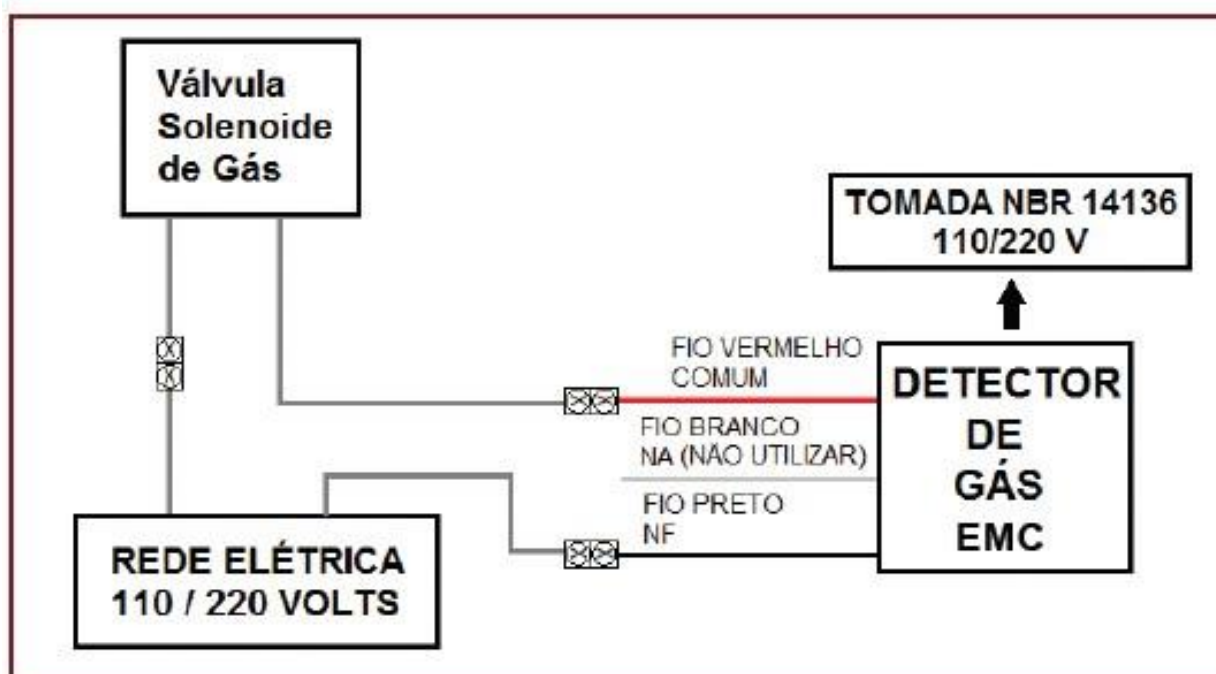 Válvula
Solenoide
de Gás
TOMADA NBR 14136
110/220 V
FIO VERMELHO
COMUM
FIO BRANCO
NA (NÃO UTILIZAR)
FIO PRETO
NF
DETECTOR
DE
GÁS
EMC
REDE ELÉTRICA
110 / 220 VOLTS